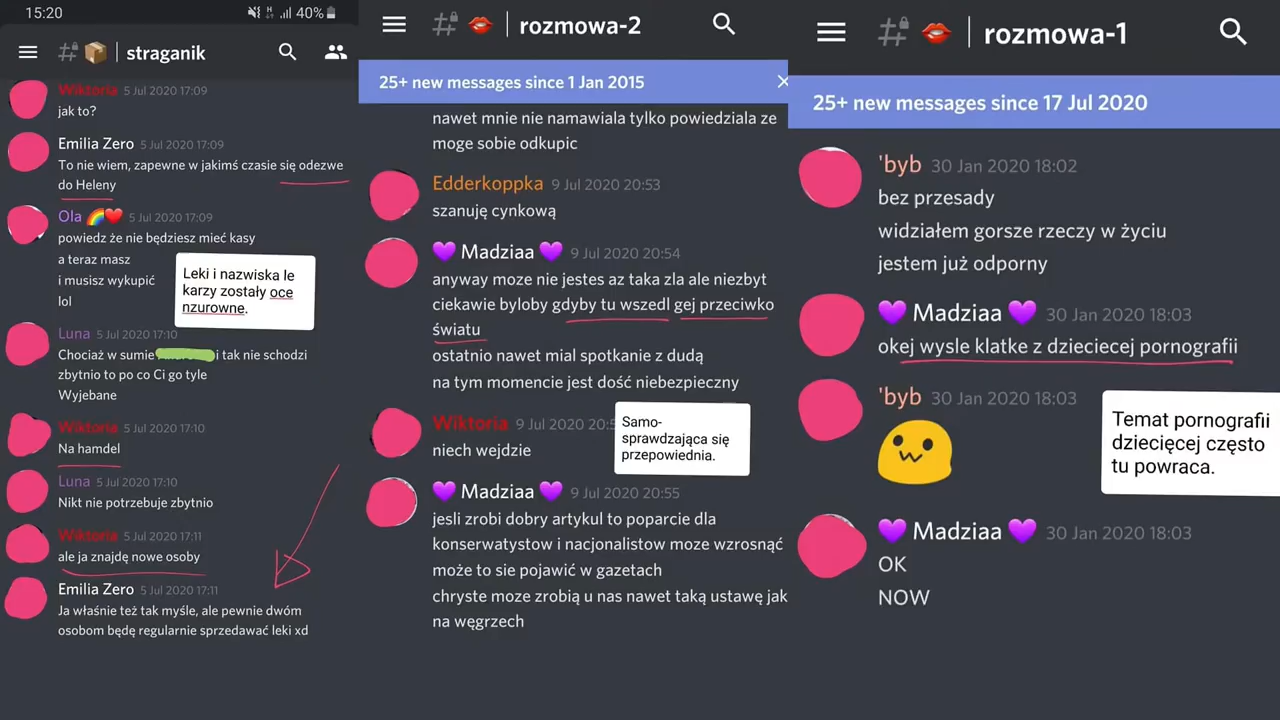 15:20
40%
straganik
Wiktoria 5 Jul 2020 17:09
jak to?
Emilia Zero 5 Jul 2020 17:09
To nie wiem, zapewne w jakimś czasie się odezwe
do Heleny
Ola 5 Jul 2020 17:09
powiedz że nie będziesz mieć kasy
a teraz masz
i musisz wykupić
lol
Leki i nazwiska le
karzy zostały oce
nzurowne.
Luna 5 Jul 2020 17:10
Chociaż w sumie i tak nie schodzi
zbytnio to po co Ci go tyle
Wyjebane
Wiktoria 5 Jul 2020 17:10
Na hamdel
Luna 5 Jul 2020 17:10
Nikt nie potrzebuje zbytnio
Wiktoria 5 Jul 2020 17:11
ale ja znajdę nowe osoby
Emilia Zero 5 Jul 2020 17:11
Ja właśnie też tak myśle, ale pewnie dwóm
osobom będę regularnie sprzedawać leki xd
rozmowa-2
25+ new messages since 1 Jan 2015
nawet mnie nie namawiala tylko powiedziala ze
moge sobie odkupic
Edderkoppka 9 Jul 2020 20:53
szanuję cynkową
Madziaa 9 Jul 2020 20:54
anyway moze nie jestes az taka zla ale niezbyt
ciekawie byloby gdyby tu wszedl gej przeciwko
światu
ostatnio nawet mial spotkanie z dudą
na tym momencie jest dość niebezpieczny
Wiktoria 9 Jul 2020 20:5
niech wejdzie
Samo-
sprawdzająca się
przepowiednia.
Madziaa 9 Jul 2020 20:55
jesli zrobi dobry artykul to poparcie dla
konserwatystow i nacjonalistow moze wzrosnąć
może to sie pojawić w gazetach
chryste moze zrobią u nas nawet taką ustawę jak
na węgrzech
rozmowa-1
25+ new messages since 17 Jul 2020
'byb 30 Jan 2020 18:02
bez przesady
widziałem gorsze rzeczy w życiu
jestem już odporny
Madziaa 30 Jan 2020 18:03
okej wysle klatke z dzieciecej pornografii
'byb 30 Jan 2020 18:03
Temat pornografii
dziecięcej często
tu powraca.
Madziaa 30 Jan 2020 18:03
OK
NOW